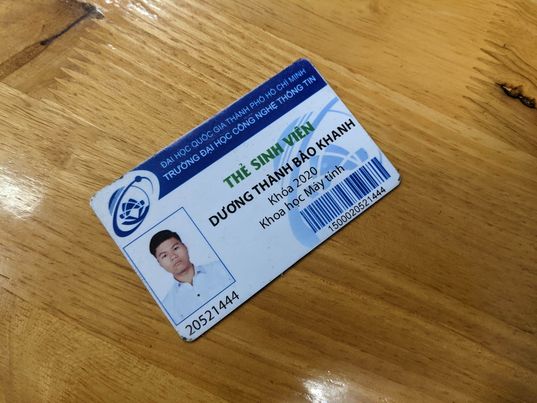 ĐẠI HỌC QUỐC GIA THÀNH PHỐ HỒ CHÍ MINH
TRƯỜNG ĐẠI HỌC CÔNG NGHỆ THÔNG TIN
THẺ SINH VIÊN
DƯƠNG THÀNH BẢO KHANH
Khóa 2020
Khoa học Máy tính
1500020521444
20521444